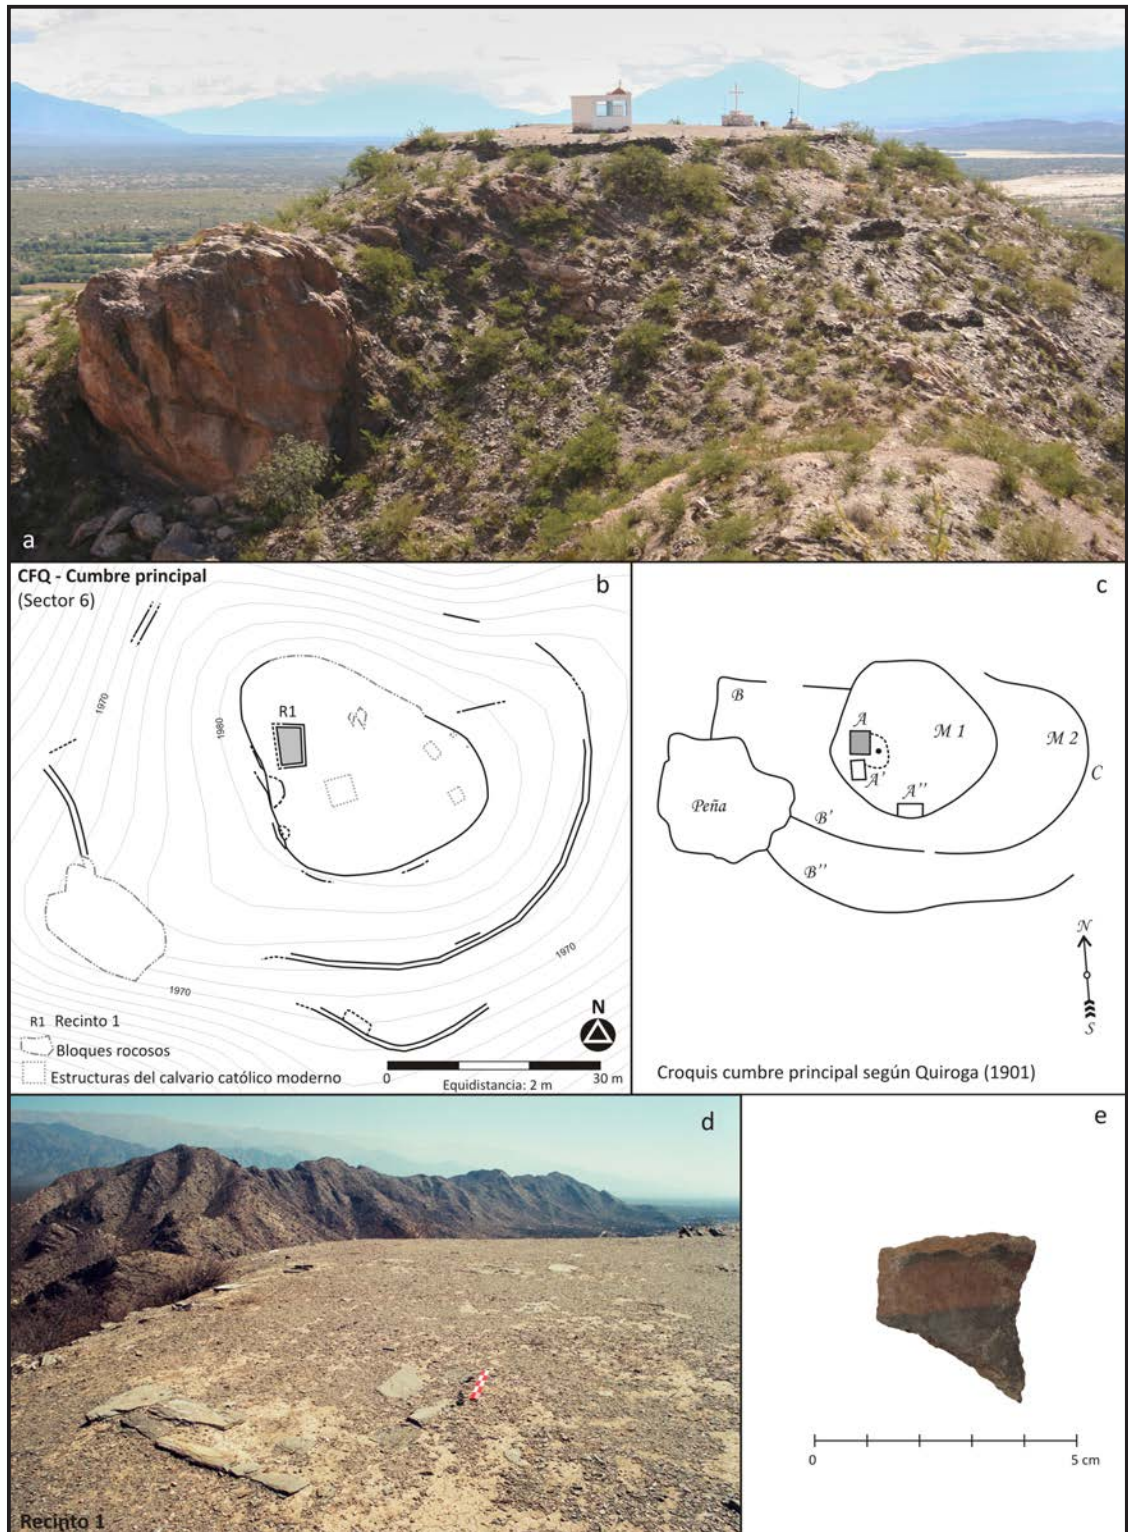 a
CFQ - Cumbre principal
(Sector 6)
b
1970
1980
R1
1970
1970
N
R1 Recinto 1
Bloques rocosos
Estructuras del calvario católico moderno
0
30 m
Equidistancia: 2 m
c
B
A
M 1
M 2
A'
A''
C
Peña
B'
B''
N
S
Croquis cumbre principal según Quiroga (1901)
d
Recinto 1
e
0
5 cm